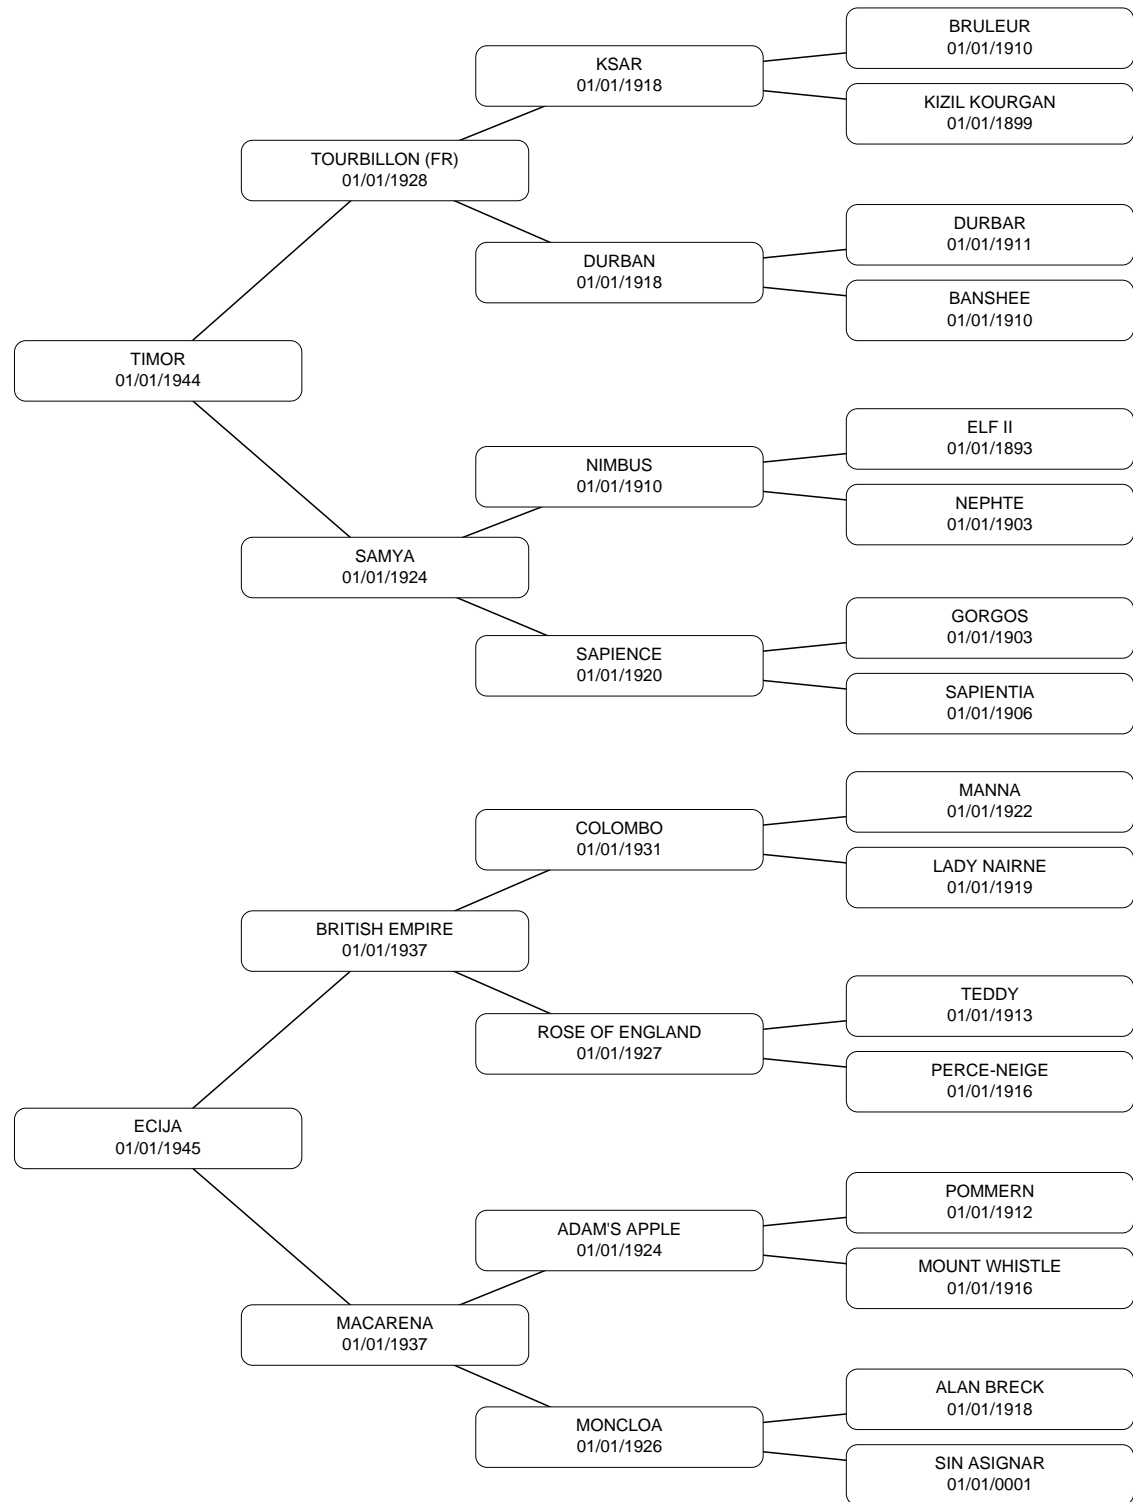 BRULEUR
01/01/1910
KSAR
01/01/1918
KIZIL KOURGAN
01/01/1899
TOURBILLON (FR)
01/01/1928
DURBAR
01/01/1911
DURBAN
01/01/1918
BANSHEE
01/01/1910
TIMOR
01/01/1944
ELF II
01/01/1893
NIMBUS
01/01/1910
NEPHTE
01/01/1903
SAMYA
01/01/1924
GORGOS
01/01/1903
SAPIENCE
01/01/1920
SAPIENTIA
01/01/1906
MANNA
01/01/1922
COLOMBO
01/01/1931
LADY NAIRNE
01/01/1919
BRITISH EMPIRE
01/01/1937
TEDDY
01/01/1913
ROSE OF ENGLAND
01/01/1927
PERCE-NEIGE
01/01/1916
ECIJA
01/01/1945
POMMERN
01/01/1912
ADAM'S APPLE
01/01/1924
MOUNT WHISTLE
01/01/1916
MACARENA
01/01/1937
ALAN BRECK
01/01/1918
MONCLOA
01/01/1926
SIN ASIGNAR
01/01/0001